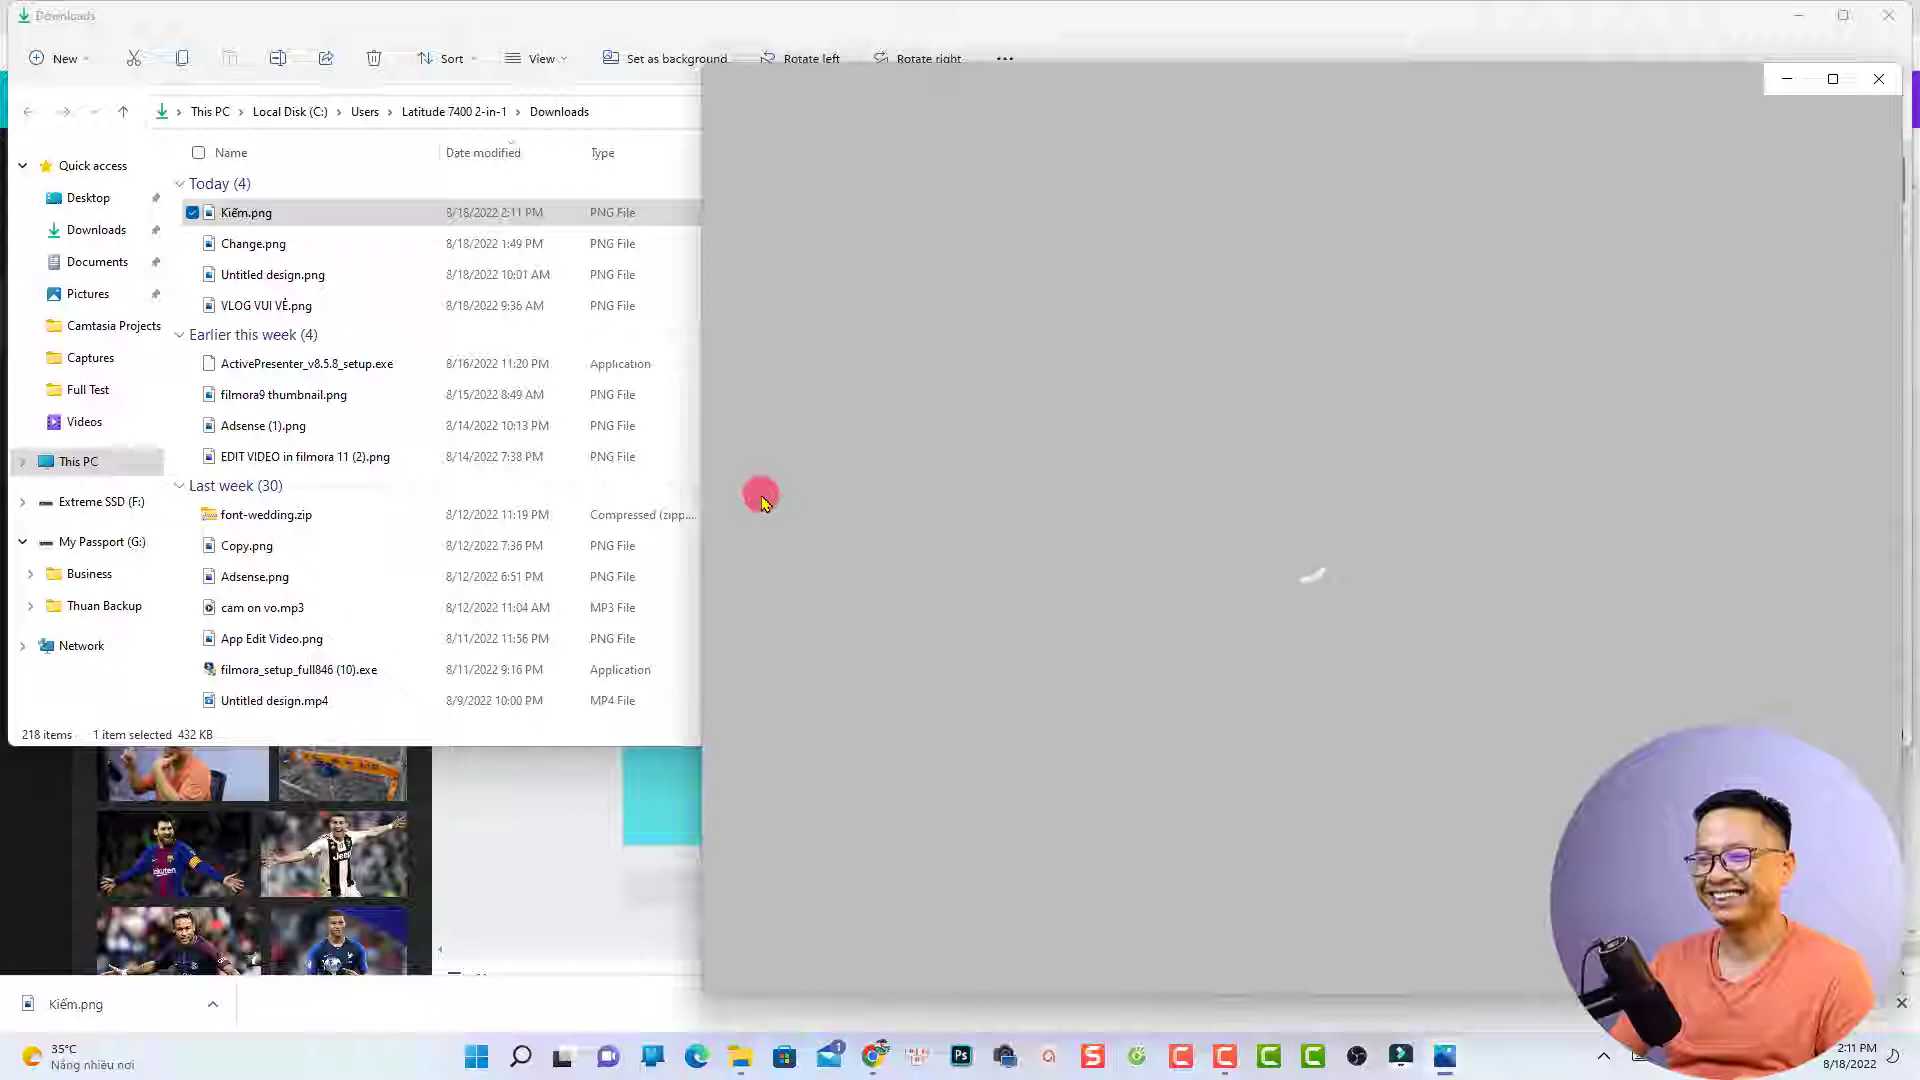 Downloads
New
Sort
View
Set as background
Rotate left
Rotate right
This PC > Local Disk (C:) > Users > Latitude 7400 2-in-1 > Downloads
Name
Date modified
Type
Quick access
Desktop
Downloads
Documents
Pictures
Camtasia Projects
Captures
Full Test
Videos
This PC
Extreme SSD (F:)
My Passport (G:)
Business
Thuan Backup
Network
Today (4)
Kiếm.png 8/18/2022 2:11 PM PNG File
Change.png 8/18/2022 1:49 PM PNG File
Untitled design.png 8/18/2022 10:01 AM PNG File
VLOG VUI VẺ.png 8/18/2022 9:36 AM PNG File
Earlier this week (4)
ActivePresenter_v8.5.8_setup.exe 8/16/2022 11:20 PM Application
filmora9 thumbnail.png 8/15/2022 8:49 AM PNG File
Adsense (1).png 8/14/2022 10:13 PM PNG File
EDIT VIDEO in filmora 11 (2).png 8/14/2022 7:38 PM PNG File
Last week (30)
font-wedding.zip 8/12/2022 11:19 PM Compressed (zipp...
Copy.png 8/12/2022 7:36 PM PNG File
Adsense.png 8/12/2022 6:51 PM PNG File
cam on vo.mp3 8/12/2022 11:04 AM MP3 File
App Edit Video.png 8/11/2022 11:56 PM PNG File
filmora_setup_full846 (10).exe 8/11/2022 9:16 PM Application
Untitled design.mp4 8/9/2022 10:00 PM MP4 File
218 items 1 item selected 432 KB
Rakuten
Jeep
Kiếm.png
35°C
Nắng nhiều nơi
1
Ps
S
C
C
C
C
2:11 PM
8/18/2022